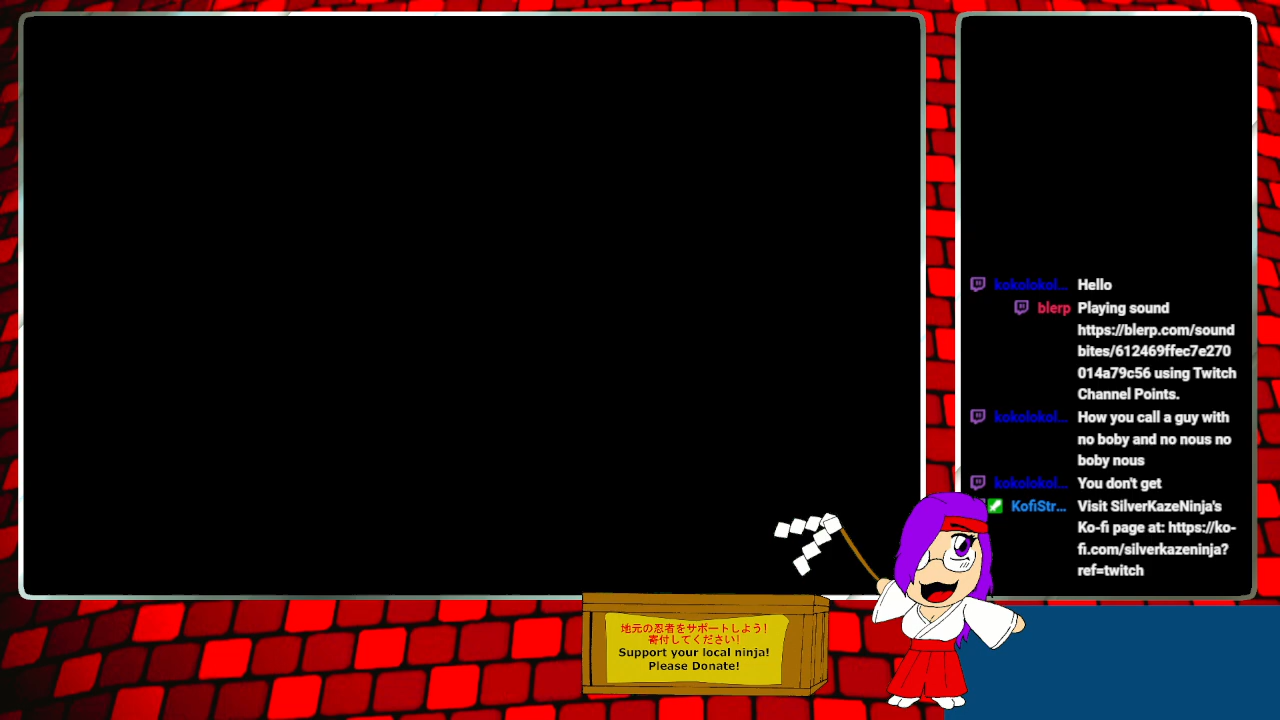 kokolokol... Hello
blerp Playing sound
https://blerp.com/sound
bites/612469ffec7e270
014a79c56 using Twitch
Channel Points.
kokolokol... How you call a guy with
no boby and no nous no
boby nous
kokolokol... You don't get
KofiStr... Visit SilverKazeNinja's
Ko-fi page at: https://ko-
fi.com/silverkazeninja?
ref=twitch
地元の忍者をサポートしよう!
寄付してください!
Support your local ninja!
Please Donate!